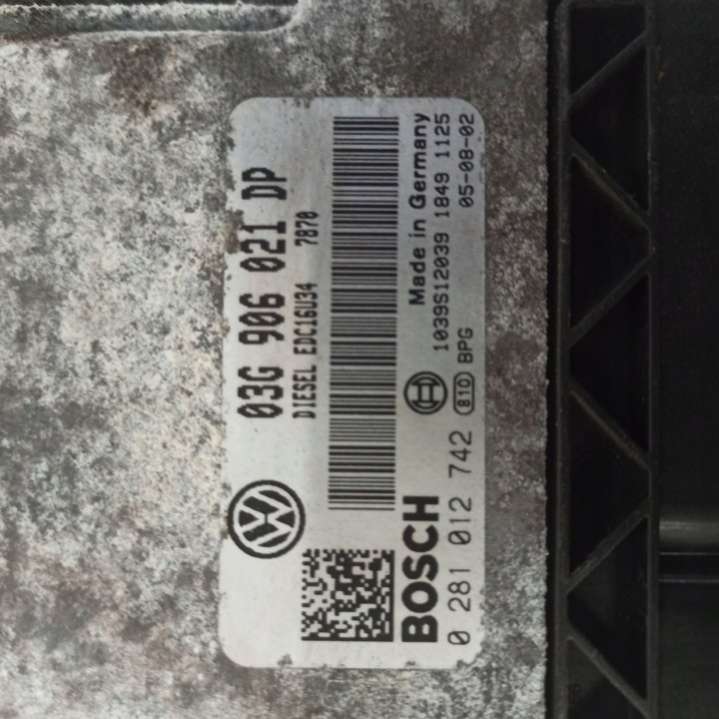 03G 906 021 DP
DIESEL EDC16U34 7870
Made in Germany
1039S12039 1849 1125
810 BPG 05-08-02
BOSCH
0 281 012 742